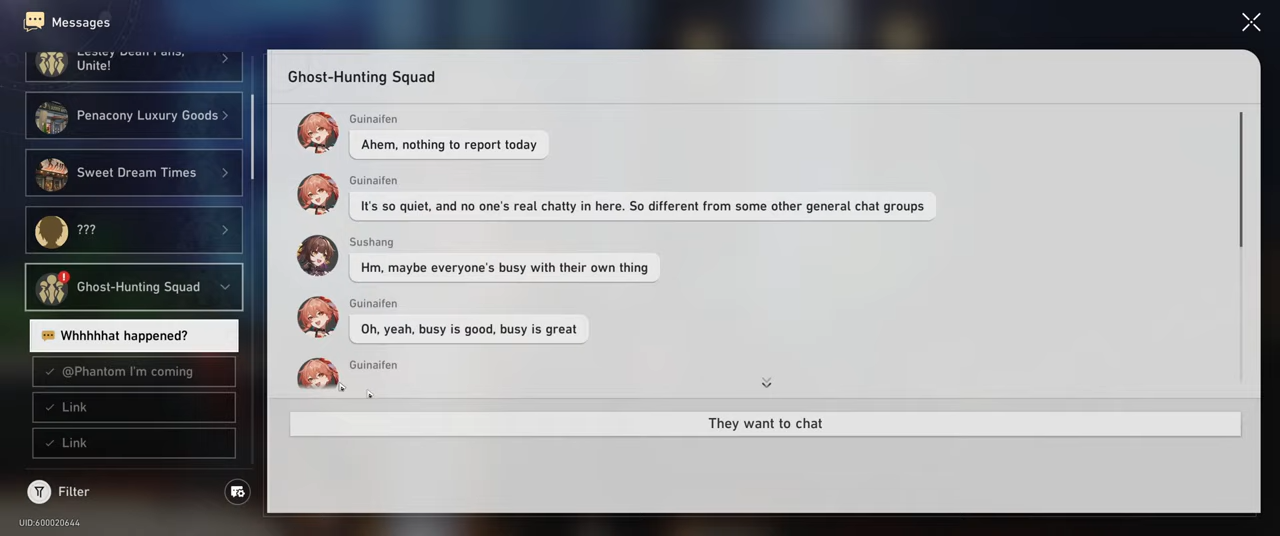 Messages
Lesley Dean Fans,
Unite!
Penacony Luxury Goods
Sweet Dream Times
???
Ghost-Hunting Squad
Whhhhhat happened?
@Phantom I'm coming
Link
Link
Filter
UID:600020644
Ghost-Hunting Squad
Guinaifen
Ahem, nothing to report today
Guinaifen
It's so quiet, and no one's real chatty in here. So different from some other general chat groups
Sushang
Hm, maybe everyone's busy with their own thing
Guinaifen
Oh, yeah, busy is good, busy is great
Guinaifen
They want to chat